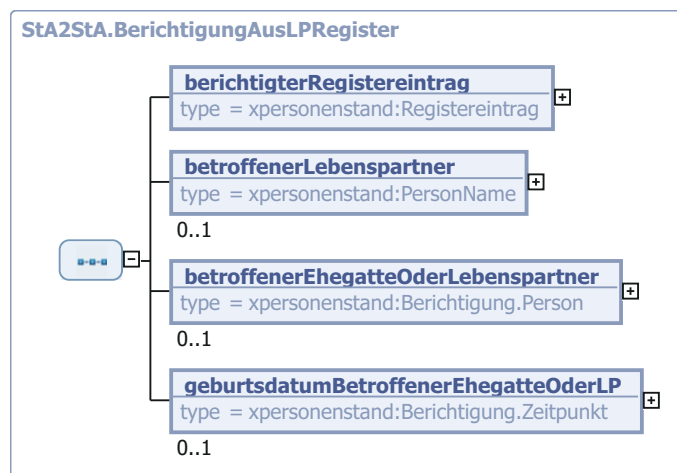 StA2StA.BerichtigungAusLPRegister
berichtigterRegistereintrag
type = xpersonenstand:Registereintrag
betroffenerLebenspartner
type = xpersonenstand:PersonName
0..1
betroffenerEhegatteOderLebenspartner
type = xpersonenstand:Berichtigung.Person
0..1
geburtsdatumBetroffenerEhegatteOderLP
type = xpersonenstand:Berichtigung.Zeitpunkt
0..1